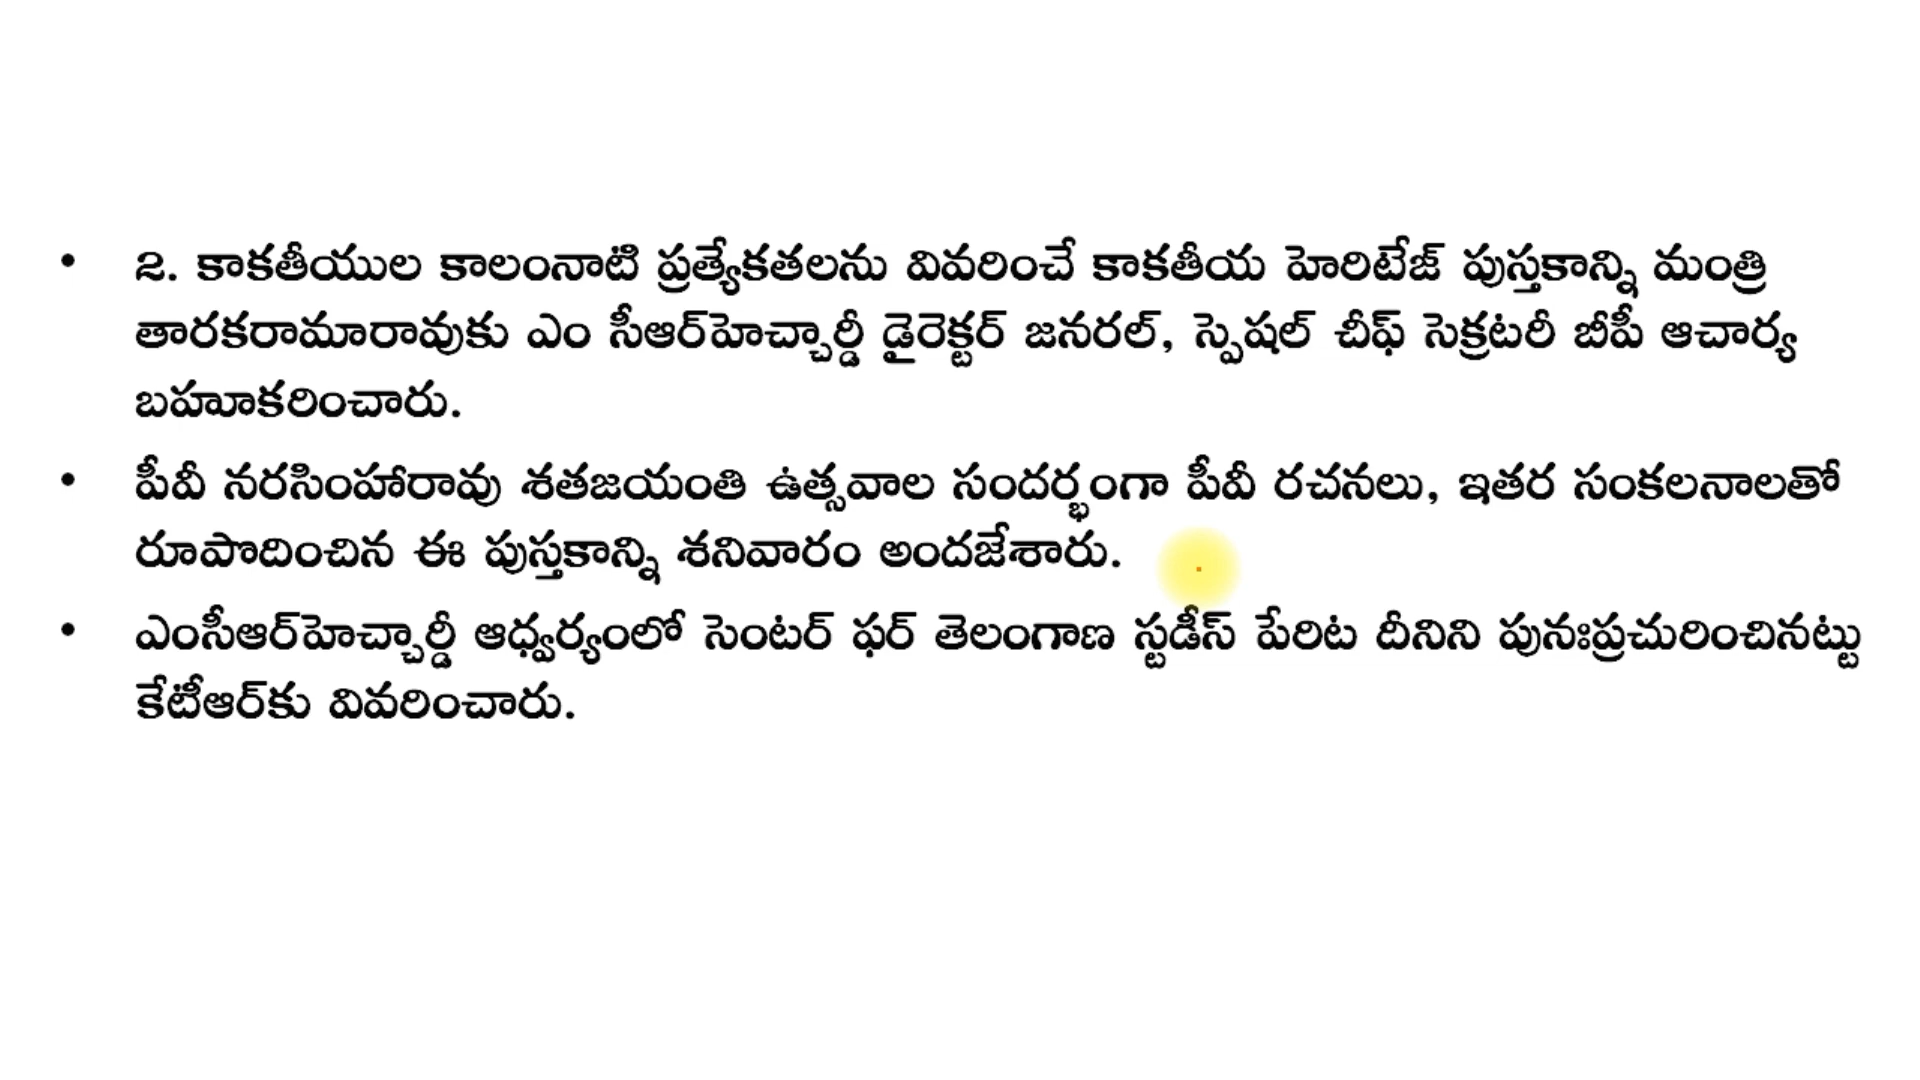 • ౨. కాకతీయుల కాలంనాటి ప్రత్యేకతలను వివరించే కాకతీయ హెరిటేజ్ పుస్తకాన్ని మంత్రి
తారకరామారావుకు ఎం సీఆర్‌హెచ్చార్డీ డైరెక్టర్ జనరల్, స్పెషల్ చీఫ్ సెక్రటరీ బీపీ ఆచార్య
బహూకరించారు.
• పీవీ నరసింహారావు శతజయంతి ఉత్సవాల సందర్భంగా పీవీ రచనలు, ఇతర సంకలనాలతో
రూపొదించిన ఈ పుస్తకాన్ని శనివారం అందజేశారు.
• ఎంసీఆర్‌హెచ్చార్డీ ఆధ్వర్యంలో సెంటర్ ఫర్ తెలంగాణ స్టడీస్ పేరిట దీనిని పునఃప్రచురించినట్టు
కేటీఆర్‌కు వివరించారు.